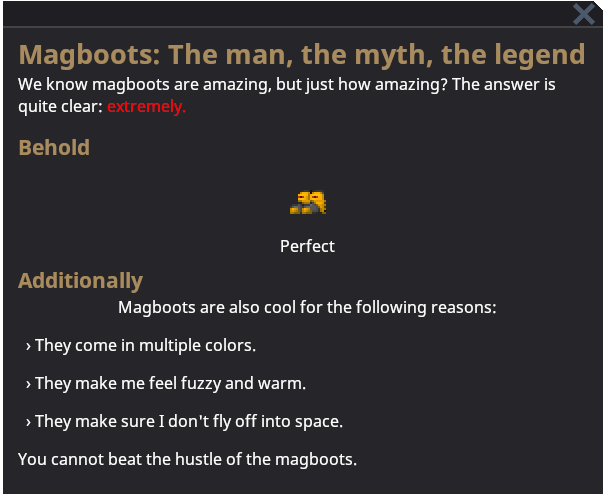 Magboots: The man, the myth, the legend
We know magboots are amazing, but just how amazing? The answer is
quite clear: extremely.
Behold
Perfect
Additionally
Magboots are also cool for the following reasons:
› They come in multiple colors.
› They make me feel fuzzy and warm.
› They make sure I don't fly off into space.
You cannot beat the hustle of the magboots.